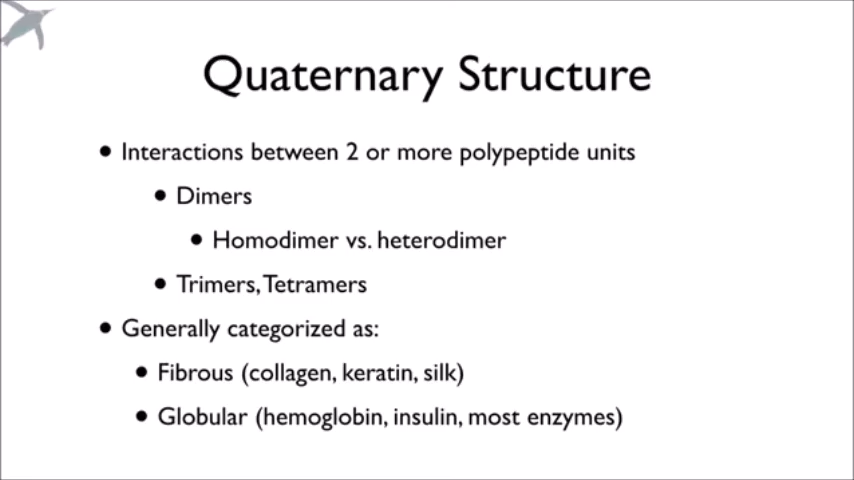 Quaternary Structure
• Interactions between 2 or more polypeptide units
• Dimers
• Homodimer vs. heterodimer
• Trimers, Tetramers
• Generally categorized as:
• Fibrous (collagen, keratin, silk)
• Globular (hemoglobin, insulin, most enzymes)